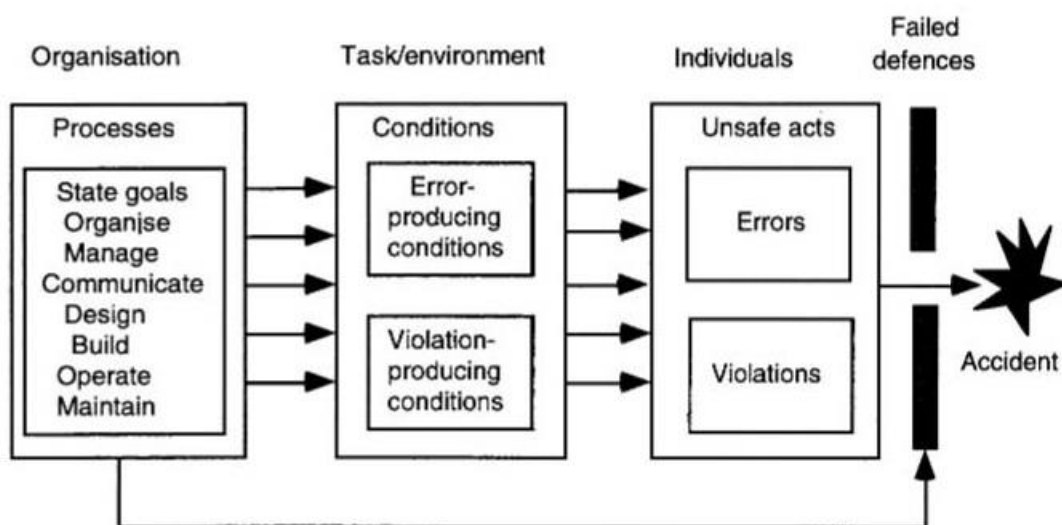 Organisation
Task/environment
Individuals
Failed
defences
Processes
State goals
Organise
Manage
Communicate
Design
Build
Operate
Maintain
Conditions
Error-
producing
conditions
Violation-
producing
conditions
Unsafe acts
Errors
Violations
Accident